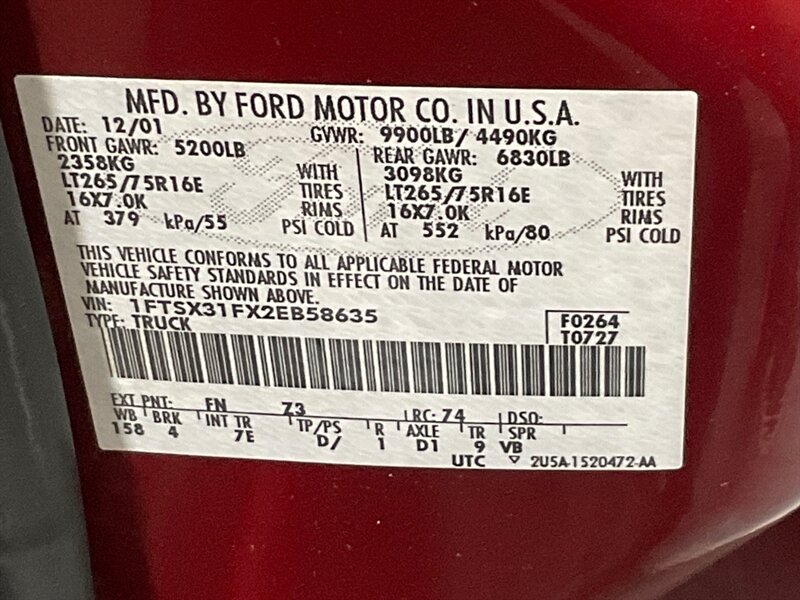 MFD. BY FORD MOTOR CO. IN U.S.A.
DATE: 12/01 GVWR: 9900LB/ 4490KG
FRONT GAWR: 5200LB REAR GAWR: 6830LB
2358KG WITH 3098KG WITH
LT265/75R16E TIRES LT265/75R16E TIRES
16X7.0K RIMS 16X7.0K RIMS
AT 379 kPa/55 PSI COLD AT 552 kPa/80 PSI COLD
THIS VEHICLE CONFORMS TO ALL APPLICABLE FEDERAL MOTOR
VEHICLE SAFETY STANDARDS IN EFFECT ON THE DATE OF
MANUFACTURE SHOWN ABOVE.
VIN: 1FTSX31FX2EB58635 F0264
TYPE: TRUCK T0727
EXT PNT: FN Z3 RC: 74 DSO:
WB BRK INT TR TP/PS R AXLE TR SPR
158 4 7E D/ 1 D1 9 VB
UTC ▽ 2U5A-1520472-AA